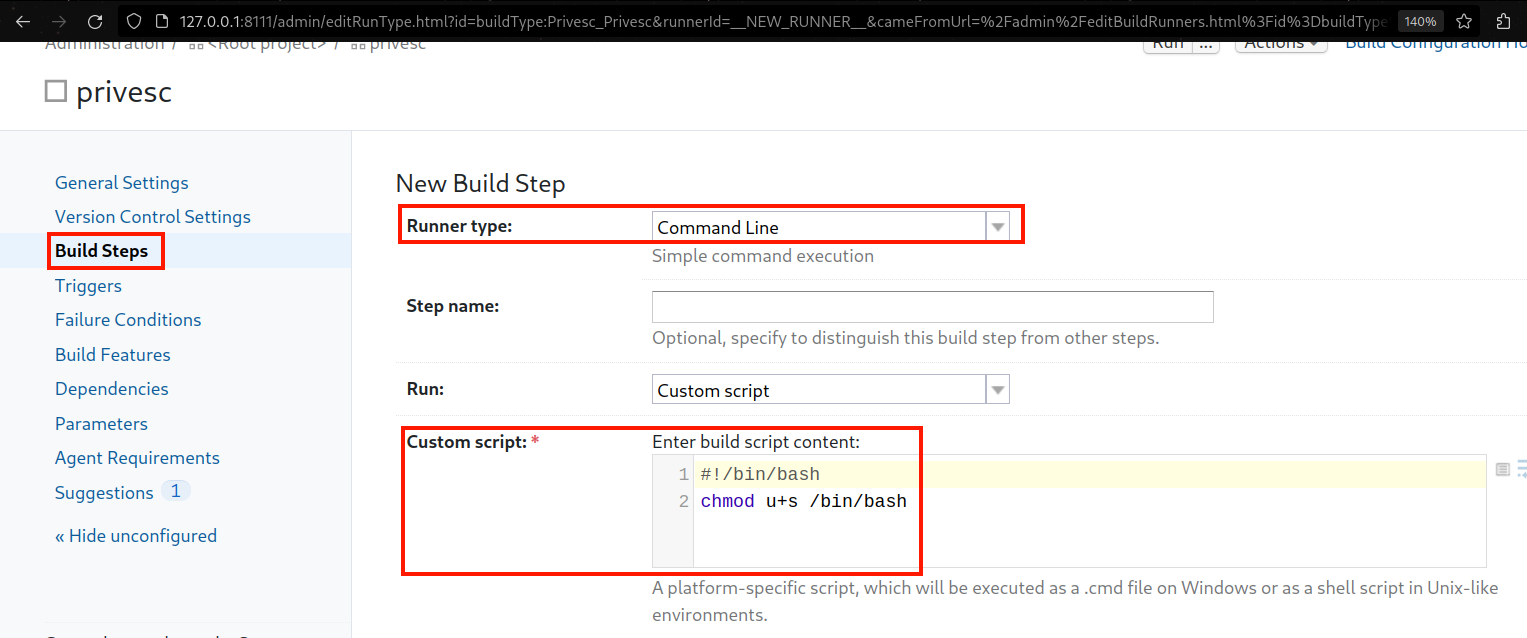 127.0.0.1:8111/admin/editRunType.html?id=buildType:Privesc_Privesc&runnerId=__NEW_RUNNER__&cameFromUrl=%2Fadmin%2FeditBuildRunners.html%3Fid%3DbuildType 140%
Administration / <Root project> / privesc Run ... Actions Build Configuration Ho
privesc
General Settings
Version Control Settings
Build Steps
Triggers
Failure Conditions
Build Features
Dependencies
Parameters
Agent Requirements
Suggestions 1
« Hide unconfigured
New Build Step
Runner type: Command Line
Simple command execution
Step name:
Optional, specify to distinguish this build step from other steps.
Run: Custom script
Custom script: * Enter build script content:
1 #!/bin/bash
2 chmod u+s /bin/bash
A platform-specific script, which will be executed as a .cmd file on Windows or as a shell script in Unix-like
environments.